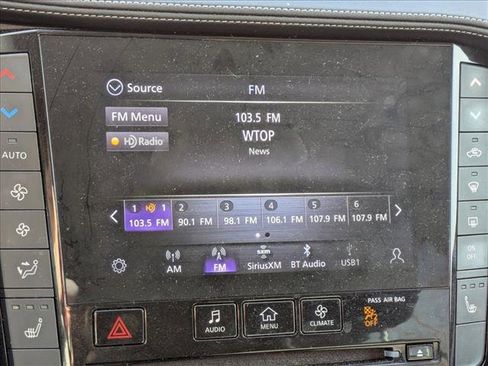 Source
FM
FM Menu
103.5 FM
HD Radio
WTOP
News
AUTO
1 HD 1
2
3
4
5
6
103.5 FM
90.1 FM
98.1 FM
106.1 FM
107.9 FM
107.9 FM
AM
FM
SiriusXM
BT Audio
USB1
ON
OFF
AUDIO
MENU
CLIMATE
PASS AIR BAG
OFF